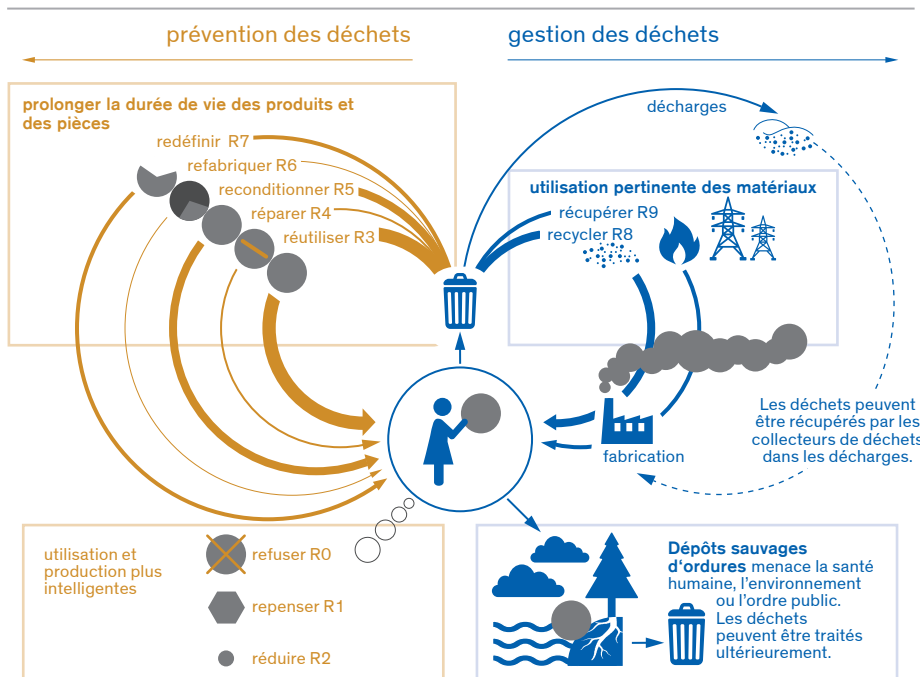 prévention des déchets
gestion des déchets
prolonger la durée de vie des produits et
des pièces
redéfinir R7
refabriquer R6
reconditionner R5
réparer R4
réutiliser R3
décharges
utilisation pertinente des matériaux
récupérer R9
recycler R8
fabrication
Les déchets peuvent
être récupérés par les
collecteurs de déchets
dans les décharges.
utilisation et
production plus
intelligentes
refuser R0
repenser R1
réduire R2
Dépôts sauvages
d‘ordures menace la santé
humaine, l’environnement
ou l’ordre public.
Les déchets
peuvent être traités
ultérieurement.